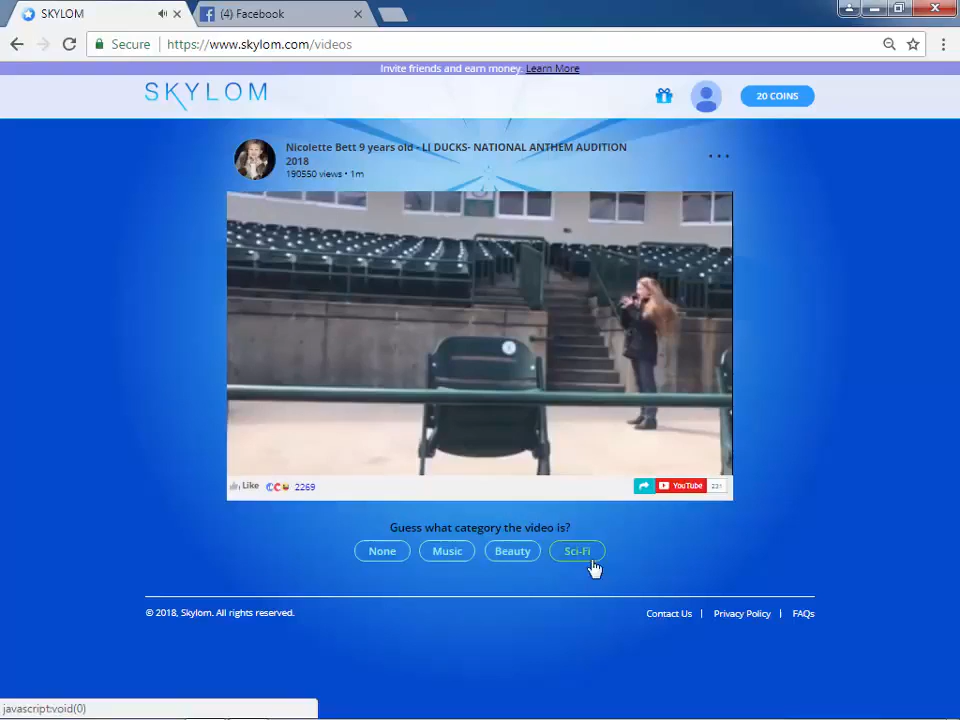 SKYLOM
(4) Facebook
Secure
https://www.skylom.com/videos
Invite friends and earn money. Learn More
SKYLOM
20 COINS
Nicolette Bett 9 years old - LI DUCKS- NATIONAL ANTHEM AUDITION
2018
190550 views • 1m
Like
2269
YouTube
231
Guess what category the video is?
None
Music
Beauty
Sci-Fi
© 2018, Skylom. All rights reserved.
Contact Us | Privacy Policy | FAQs
javascript:void(0)